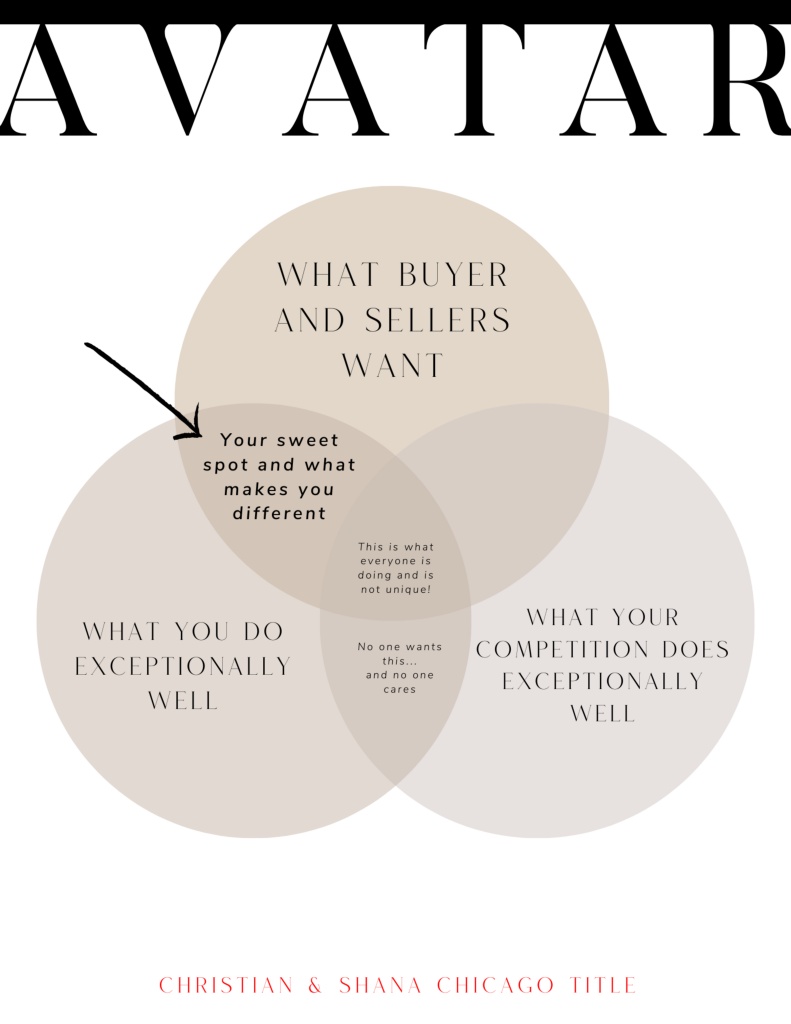 AVATAR
WHAT BUYER
AND SELLERS
WANT
Your sweet
spot and what
makes you
different
This is what
everyone is
doing and is
not unique!
WHAT YOU DO
EXCEPTIONALLY
WELL
No one wants
this...
and no one
cares
WHAT YOUR
COMPETITION DOES
EXCEPTIONALLY
WELL
CHRISTIAN & SHANA CHICAGO TITLE